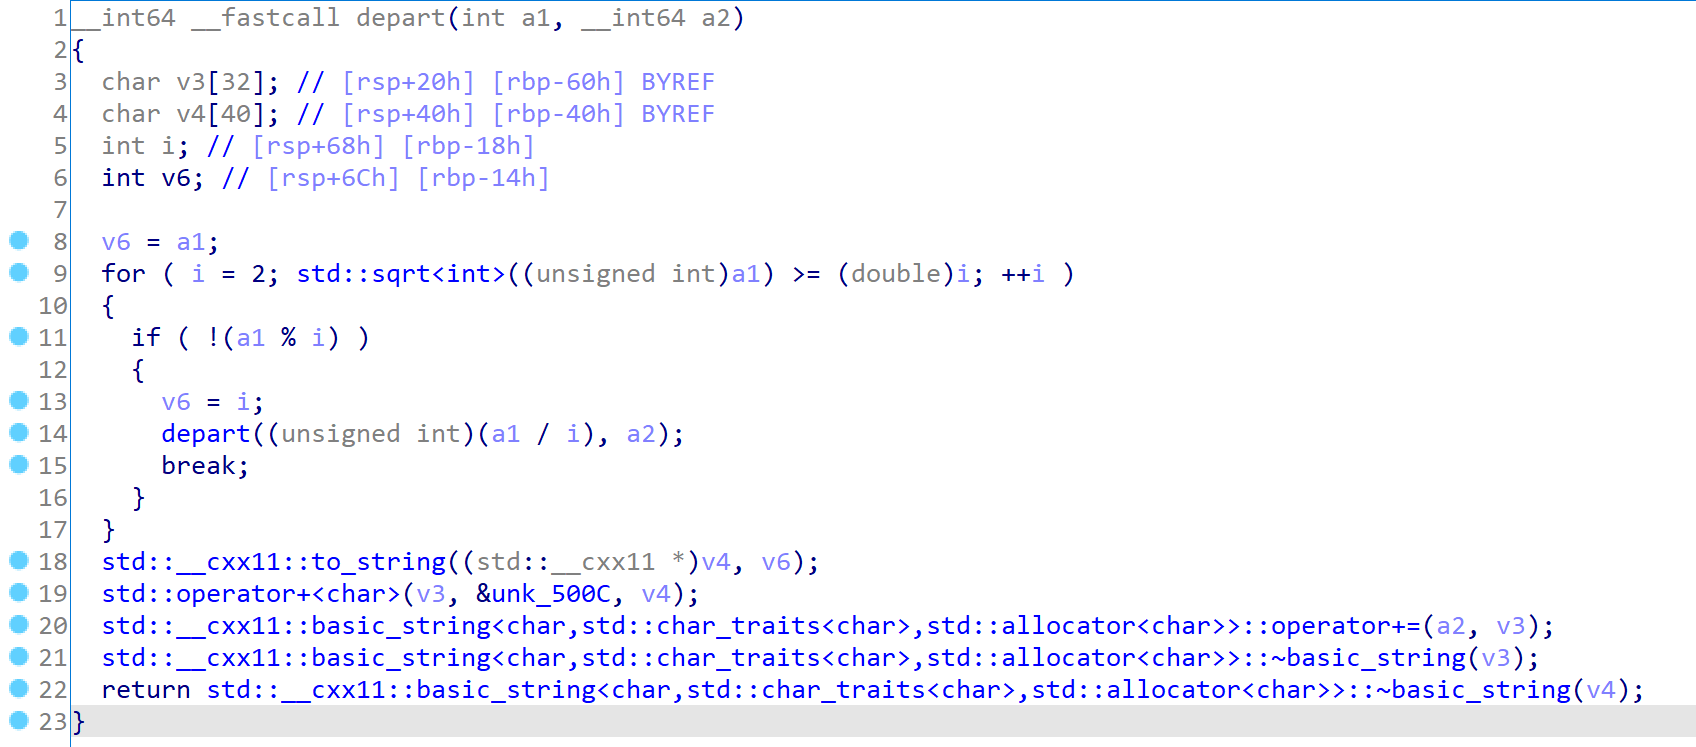 1 __int64 __fastcall depart(int a1, __int64 a2)
2 {
3   char v3[32]; // [rsp+20h] [rbp-60h] BYREF
4   char v4[40]; // [rsp+40h] [rbp-40h] BYREF
5   int i; // [rsp+68h] [rbp-18h]
6   int v6; // [rsp+6Ch] [rbp-14h]
7
8   v6 = a1;
9   for ( i = 2; std::sqrt<int>((unsigned int)a1) >= (double)i; ++i )
10   {
11     if ( !(a1 % i) )
12     {
13       v6 = i;
14       depart((unsigned int)(a1 / i), a2);
15       break;
16     }
17   }
18   std::__cxx11::to_string((std::__cxx11 *)v4, v6);
19   std::operator+<char>(v3, &unk_500C, v4);
20   std::__cxx11::basic_string<char,std::char_traits<char>,std::allocator<char>>::operator+=(a2, v3);
21   std::__cxx11::basic_string<char,std::char_traits<char>,std::allocator<char>>::~basic_string(v3);
22   return std::__cxx11::basic_string<char,std::char_traits<char>,std::allocator<char>>::~basic_string(v4);
23 }